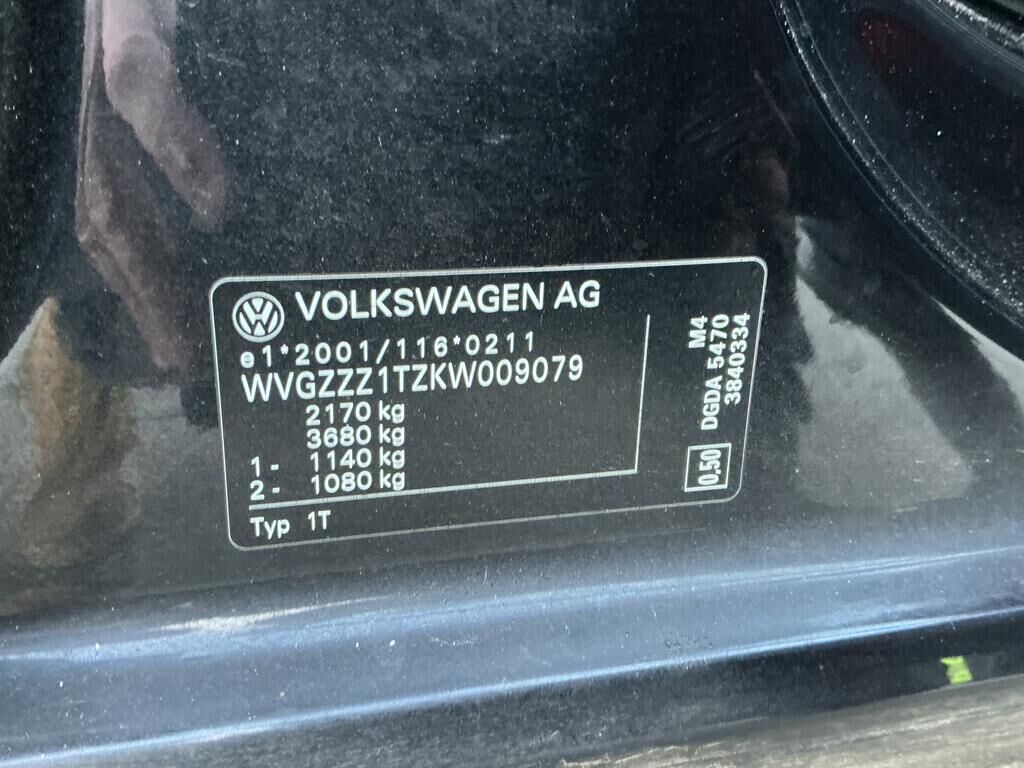 VOLKSWAGEN AG
e1*2001/116*0211
WVGZZZ1TZKW009079
2170 kg
3680 kg
1- 1140 kg
2- 1080 kg
Typ 1T
M4
DGDA 5470
3840334
0,50